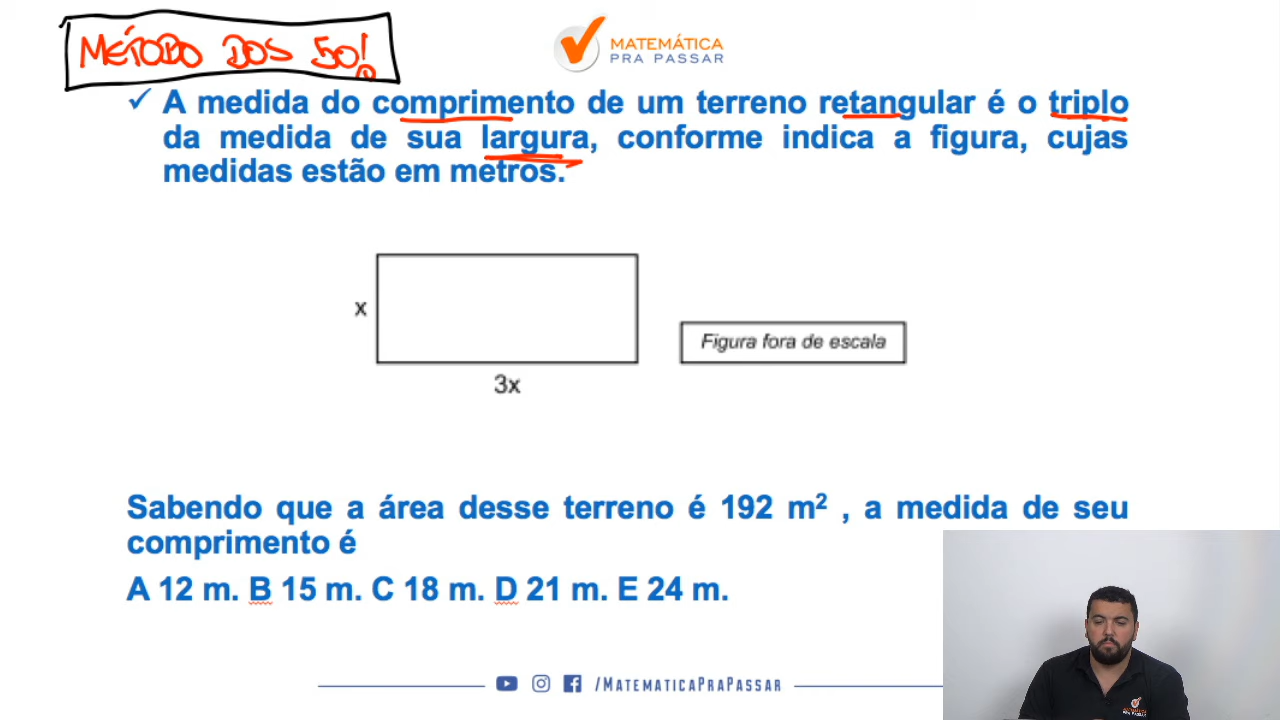 MÉTODO DOS 50!
MATEMÁTICA
PRA PASSAR
✓ A medida do comprimento de um terreno retangular é o triplo
da medida de sua largura, conforme indica a figura, cujas
medidas estão em metros.
x
Figura fora de escala
3x
Sabendo que a área desse terreno é 192 m² , a medida de seu
comprimento é
A 12 m. B 15 m. C 18 m. D 21 m. E 24 m.
/MATEMATICAPRAPASSAR